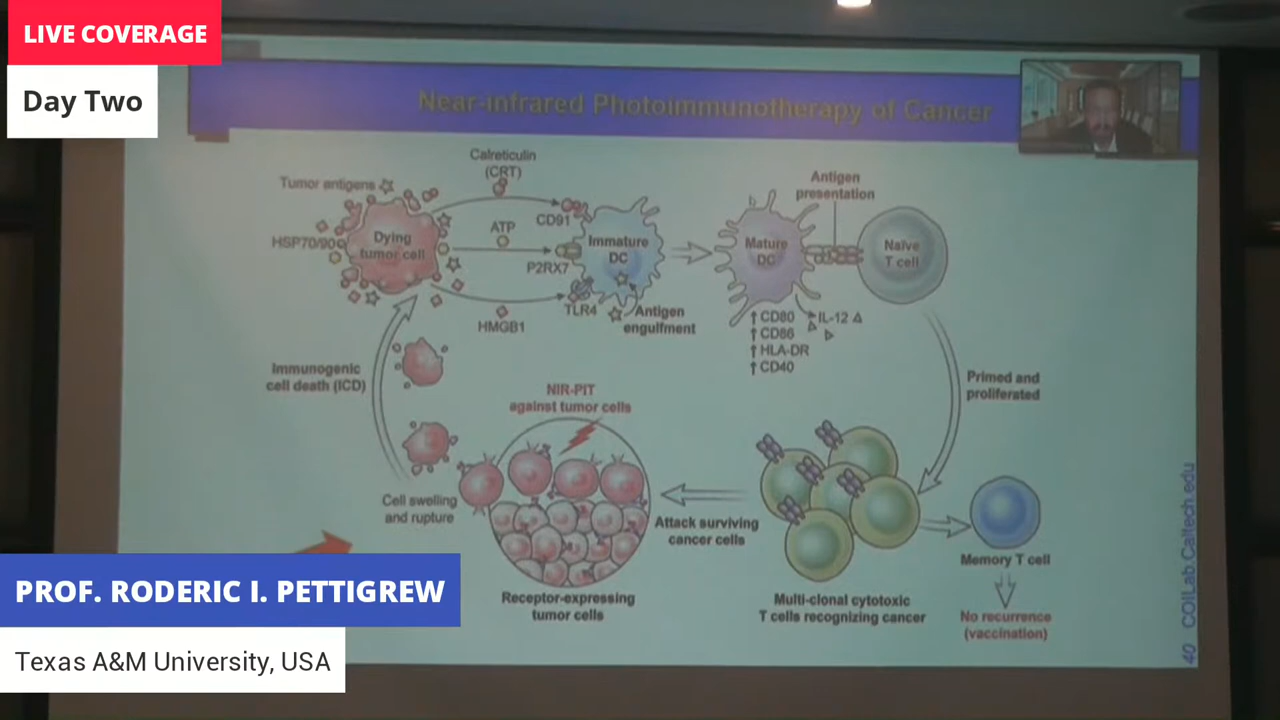 LIVE COVERAGE
Day Two
Near-infrared Photoimmunotherapy of Cancer
Calreticulin
(CRT)
Tumor antigens
HSP70/90
Dying
tumor cell
ATP
CD91
P2RX7
TLR4
HMGB1
Immature
DC
Antigen
engulfment
Mature
DC
Antigen
presentation
Naïve
T cell
↑CD80
↑CD86
↑HLA-DR
↑CD40
IL-12
Immunogenic
cell death (ICD)
NIR-PIT
against tumor cells
Primed and
proliferated
Cell swelling
and rupture
Attack surviving
cancer cells
Receptor-expressing
tumor cells
Multi-clonal cytotoxic
T cells recognizing cancer
Memory T cell
No recurrence
(vaccination)
40 COILab.Caltech.edu
PROF. RODERIC I. PETTIGREW
Texas A&M University, USA